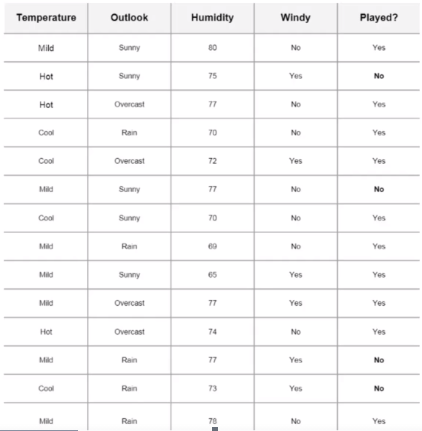 Temperature Outlook Humidity Windy Played?
Mild Sunny 80 No Yes
Hot Sunny 75 Yes No
Hot Overcast 77 No Yes
Cool Rain 70 No Yes
Cool Overcast 72 Yes Yes
Mild Sunny 77 No No
Cool Sunny 70 No Yes
Mild Rain 69 No Yes
Mild Sunny 65 Yes Yes
Mild Overcast 77 Yes Yes
Hot Overcast 74 No Yes
Mild Rain 77 Yes No
Cool Rain 73 Yes No
Mild Rain 78 No Yes